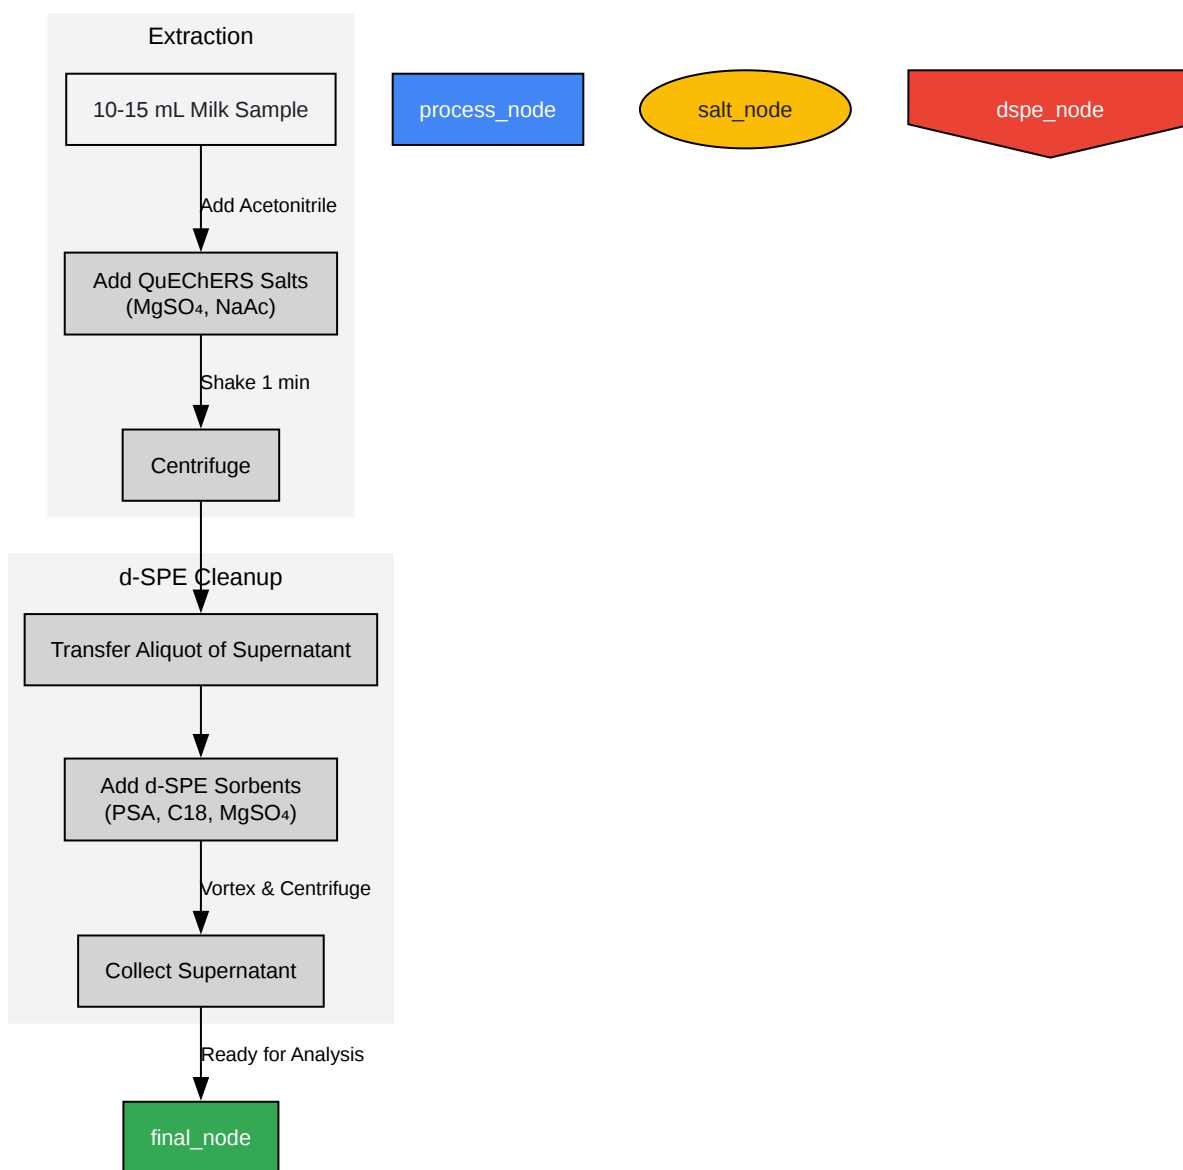 Extraction
10-15 mL Milk Sample
process_node
salt_node
dspe_node
Add Acetonitrile
Add QuEChERS Salts
(MgSO₄, NaAc)
Shake 1 min
Centrifuge
d-SPE Cleanup
Transfer Aliquot of Supernatant
Add d-SPE Sorbents
(PSA, C18, MgSO₄)
Vortex & Centrifuge
Collect Supernatant
Ready for Analysis
final_node